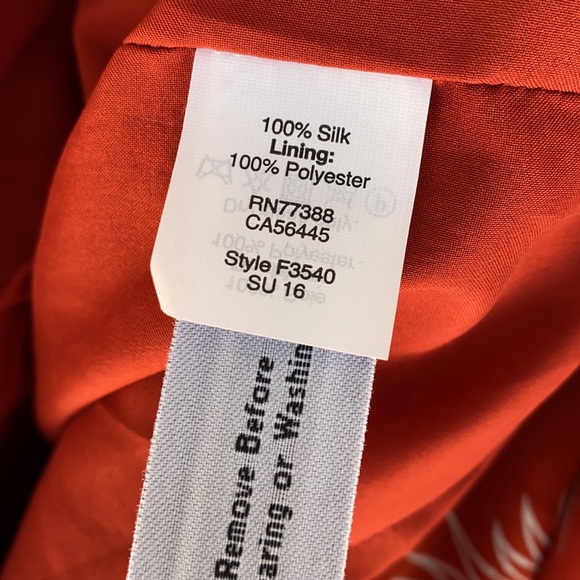 100% Silk
Lining:
100% Polyester
RN77388
CA56445
Style F3540
SU 16
Remove Before
aring or Washin